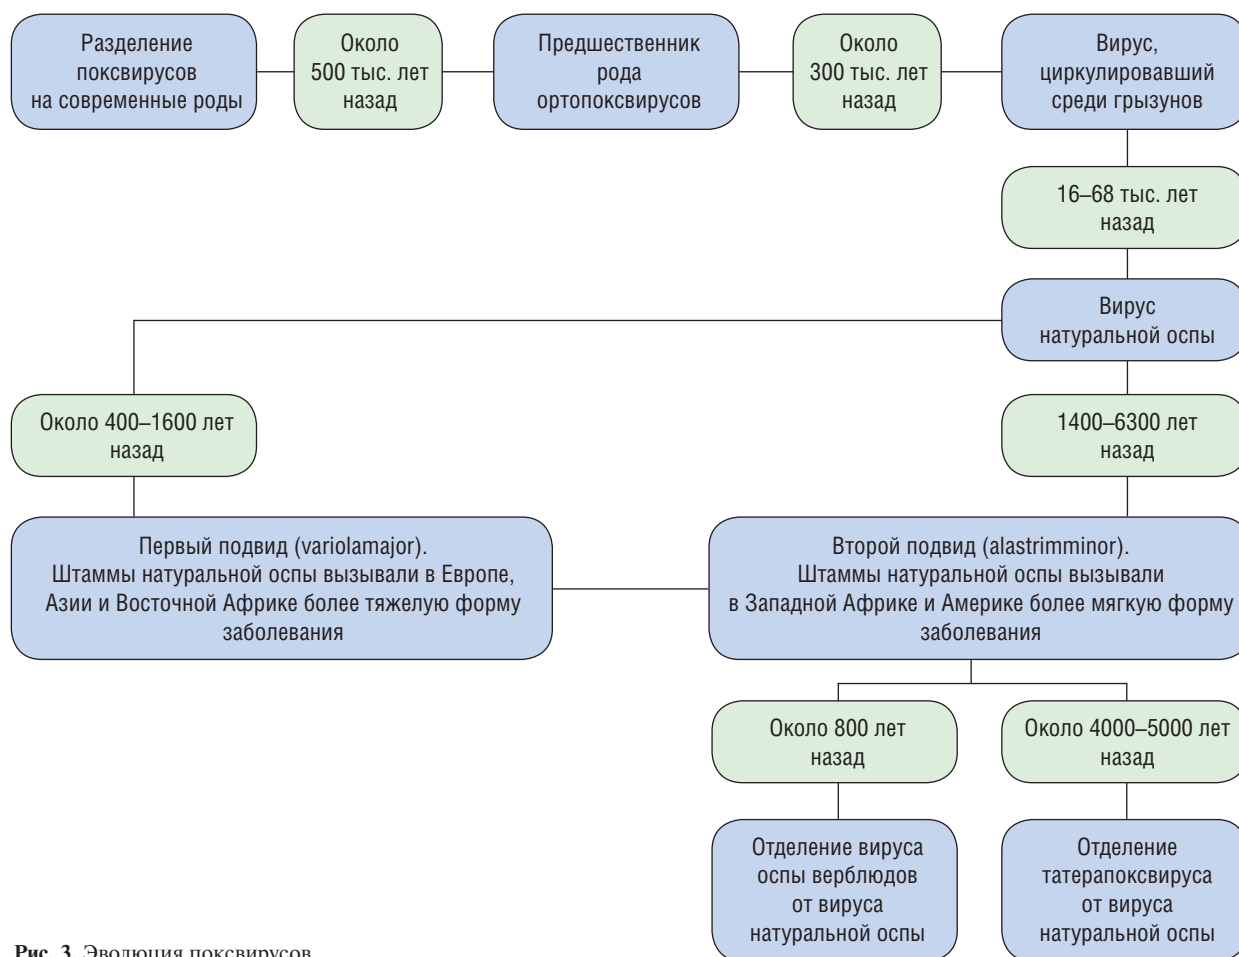 Разделение
поксвирусов
на современные роды
Около
500 тыс. лет
назад
Предшественник
рода
ортопоксвирусов
Около
300 тыс. лет
назад
Вирус,
циркулировавший
среди грызунов
16–68 тыс. лет
назад
Вирус
натуральной оспы
Около 400–1600 лет
назад
1400–6300 лет
назад
Первый подвид (variolamajor).
Штаммы натуральной оспы вызывали в Европе,
Азии и Восточной Африке более тяжелую форму
заболевания
Второй подвид (alastrimminor).
Штаммы натуральной оспы вызывали
в Западной Африке и Америке более мягкую форму
заболевания
Около 800 лет
назад
Около 4000–5000 лет
назад
Отделение вируса
оспы верблюдов
от вируса
натуральной оспы
Отделение
татерапоксвируса
от вируса
натуральной оспы
Рис. 3. Эволюция поксвирусов